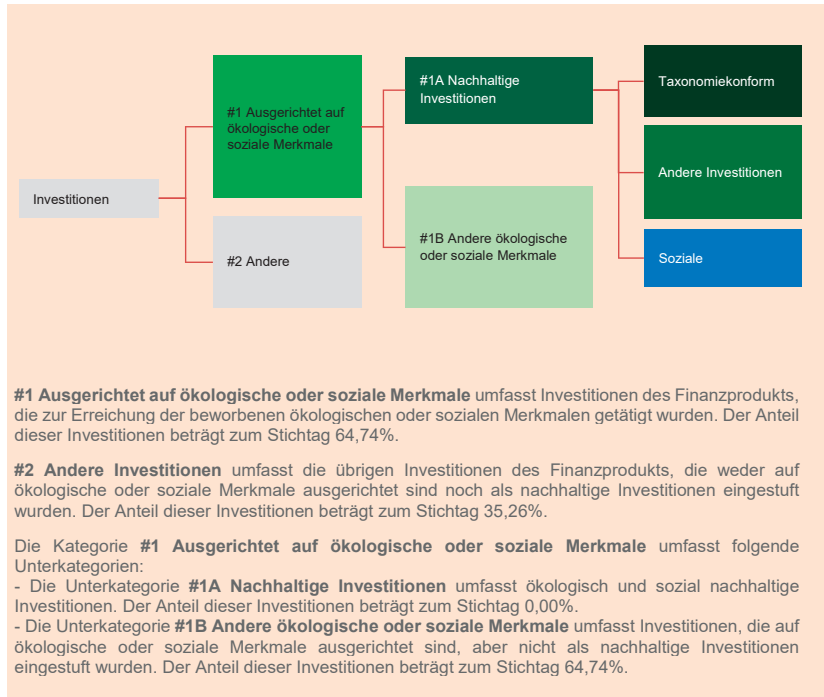 Investitionen
#1 Ausgerichtet auf
ökologische oder
soziale Merkmale
#2 Andere
#1A Nachhaltige
Investitionen
#1B Andere ökologische
oder soziale Merkmale
Taxonomiekonform
Andere Investitionen
Soziale
#1 Ausgerichtet auf ökologische oder soziale Merkmale umfasst Investitionen des Finanzprodukts,
die zur Erreichung der beworbenen ökologischen oder sozialen Merkmalen getätigt wurden. Der Anteil
dieser Investitionen beträgt zum Stichtag 64,74%.
#2 Andere Investitionen umfasst die übrigen Investitionen des Finanzprodukts, die weder auf
ökologische oder soziale Merkmale ausgerichtet sind noch als nachhaltige Investitionen eingestuft
wurden. Der Anteil dieser Investitionen beträgt zum Stichtag 35,26%.
Die Kategorie #1 Ausgerichtet auf ökologische oder soziale Merkmale umfasst folgende
Unterkategorien:
- Die Unterkategorie #1A Nachhaltige Investitionen umfasst ökologisch und sozial nachhaltige
Investitionen. Der Anteil dieser Investitionen beträgt zum Stichtag 0,00%.
- Die Unterkategorie #1B Andere ökologische oder soziale Merkmale umfasst Investitionen, die auf
ökologische oder soziale Merkmale ausgerichtet sind, aber nicht als nachhaltige Investitionen
eingestuft wurden. Der Anteil dieser Investitionen beträgt zum Stichtag 64,74%.